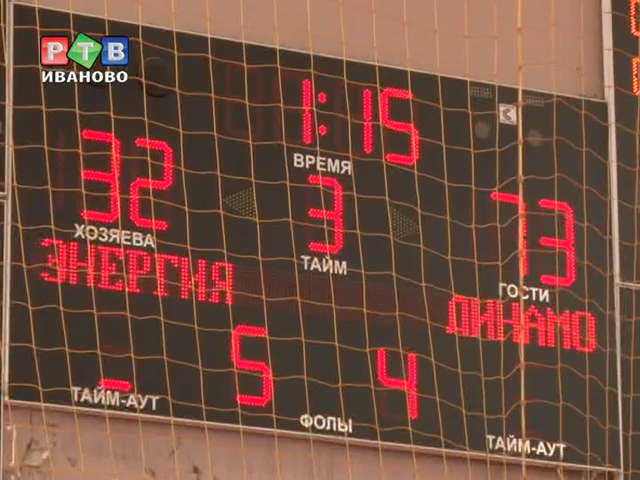 РТВ
ИВАНОВО
1:15
ВРЕМЯ
32
3
73
ХОЗЯЕВА
ТАЙМ
ГОСТИ
ЭНЕРГИЯ
ДИНАМО
5
4
ТАЙМ-АУТ
ФОЛЫ
ТАЙМ-АУТ